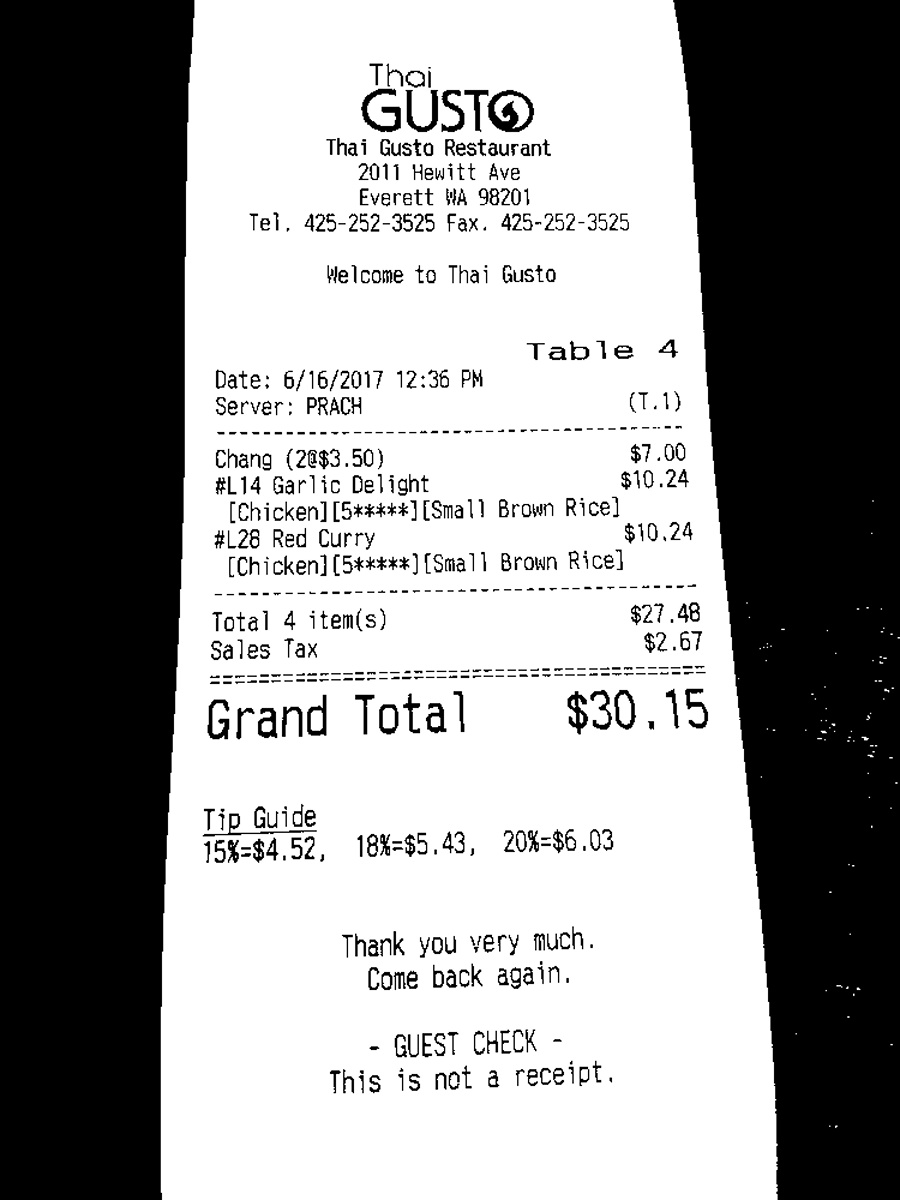 Thai
GUSTO
Thai Gusto Restaurant
2011 Hewitt Ave
Everett WA 98201
Tel. 425-252-3525 Fax. 425-252-3525
Welcome to Thai Gusto
Table 4
Date: 6/16/2017 12:36 PM
Server: PRACH (T.1)
Chang (2@$3.50) $7.00
#L14 Garlic Delight $10.24
[Chicken][5*****][Small Brown Rice]
#L28 Red Curry $10.24
[Chicken][5*****][Small Brown Rice]
Total 4 item(s) $27.48
Sales Tax $2.67
Grand Total $30.15
Tip Guide
15%=$4.52, 18%=$5.43, 20%=$6.03
Thank you very much.
Come back again.
- GUEST CHECK -
This is not a receipt.